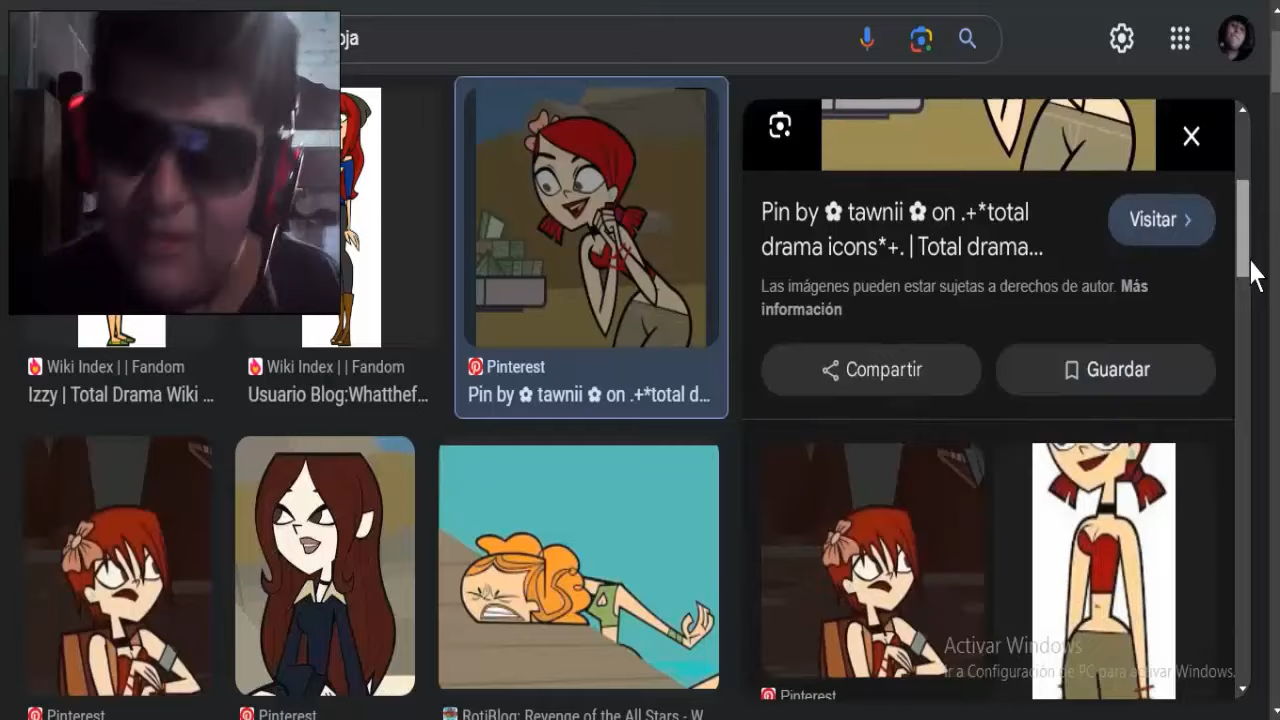 oja
Wiki Index | | Fandom
Izzy | Total Drama Wiki ...
Wiki Index | | Fandom
Usuario Blog:Whatthef...
Pinterest
Pin by ✿ tawnii ✿ on .+*total d...
Pinterest
Pinterest
RotiBlog: Revenge of the All Stars - W
Pin by ✿ tawnii ✿ on .+*total
drama icons*+. | Total drama...
Visitar
Las imágenes pueden estar sujetas a derechos de autor. Más
información
Compartir
Guardar
Pinterest
Activar Windows
Ir a Configuración de PC para activar Windows.